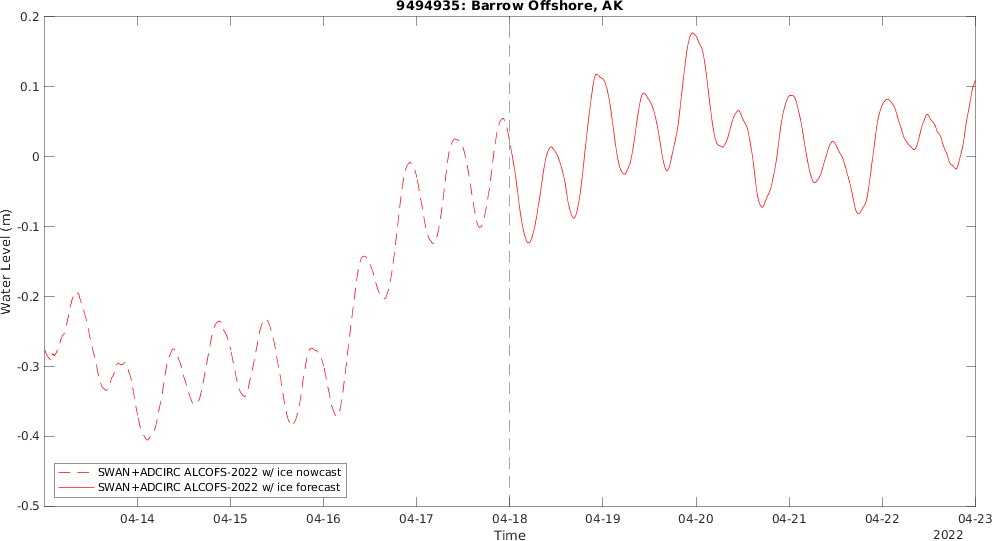 9494935: Barrow Offshore, AK
Water Level (m)
0.2
0.1
0
-0.1
-0.2
-0.3
-0.4
-0.5
SWAN+ADCIRC ALCOFS-2022 w/ ice nowcast
SWAN+ADCIRC ALCOFS-2022 w/ ice forecast
04-14 04-15 04-16 04-17 04-18 04-19 04-20 04-21 04-22 04-23
Time
2022